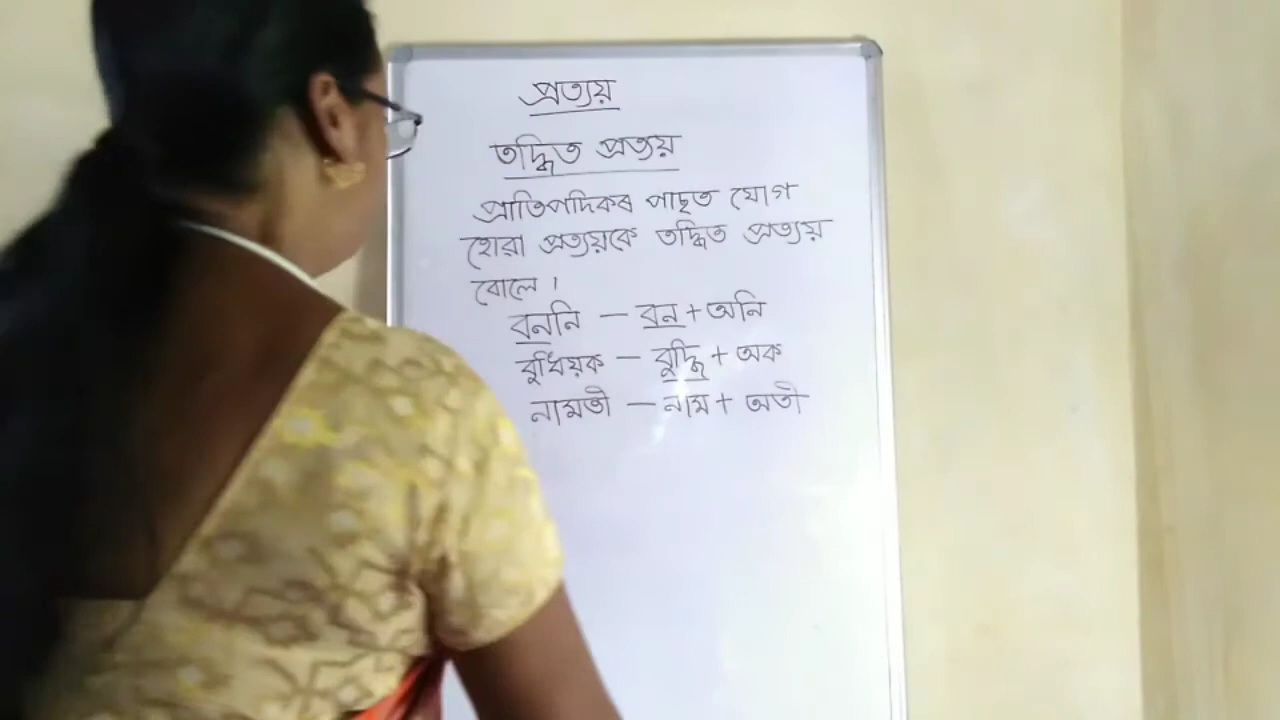 প্ৰত্যয়
তদ্ধিত প্ৰত্যয়
প্ৰাতিপদিকৰ পাছত যোগ
হোৱা প্ৰত্যয়কে তদ্ধিত প্ৰত্যয়
বোলে ।
বননি — বন + অনি
বুধিয়ক — বুদ্ধি + অক
নামতী — নাম + অতী